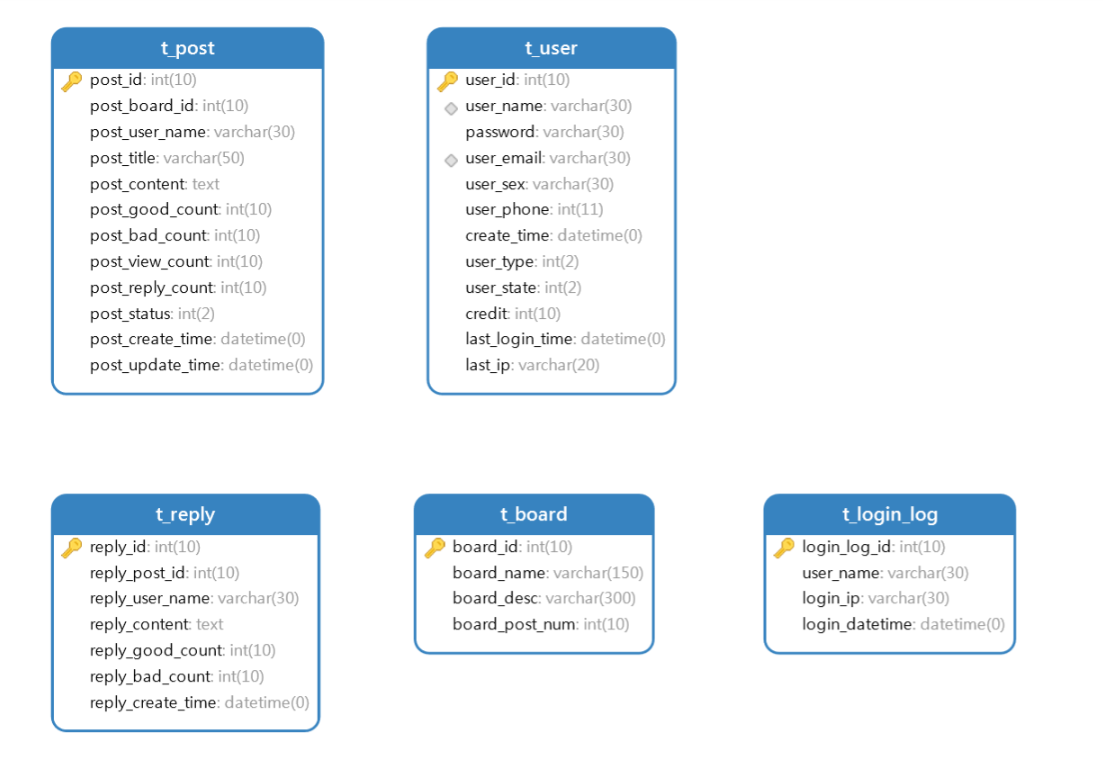 t_post
post_id: int(10)
post_board_id: int(10)
post_user_name: varchar(30)
post_title: varchar(50)
post_content: text
post_good_count: int(10)
post_bad_count: int(10)
post_view_count: int(10)
post_reply_count: int(10)
post_status: int(2)
post_create_time: datetime(0)
post_update_time: datetime(0)
t_user
user_id: int(10)
user_name: varchar(30)
password: varchar(30)
user_email: varchar(30)
user_sex: varchar(30)
user_phone: int(11)
create_time: datetime(0)
user_type: int(2)
user_state: int(2)
credit: int(10)
last_login_time: datetime(0)
last_ip: varchar(20)
t_reply
reply_id: int(10)
reply_post_id: int(10)
reply_user_name: varchar(30)
reply_content: text
reply_good_count: int(10)
reply_bad_count: int(10)
reply_create_time: datetime(0)
t_board
board_id: int(10)
board_name: varchar(150)
board_desc: varchar(300)
board_post_num: int(10)
t_login_log
login_log_id: int(10)
user_name: varchar(30)
login_ip: varchar(30)
login_datetime: datetime(0)